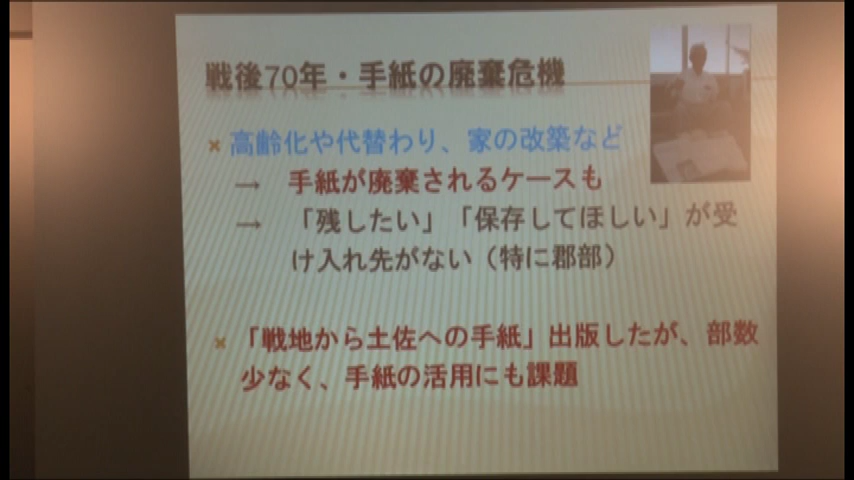 戦後70年・手紙の廃棄危機
× 高齢化や代替わり、家の改築など
→ 手紙が廃棄されるケースも
→ 「残したい」「保存してほしい」が受
け入れ先がない（特に郡部）
× 「戦地から土佐への手紙」出版したが、部数
少なく、手紙の活用にも課題